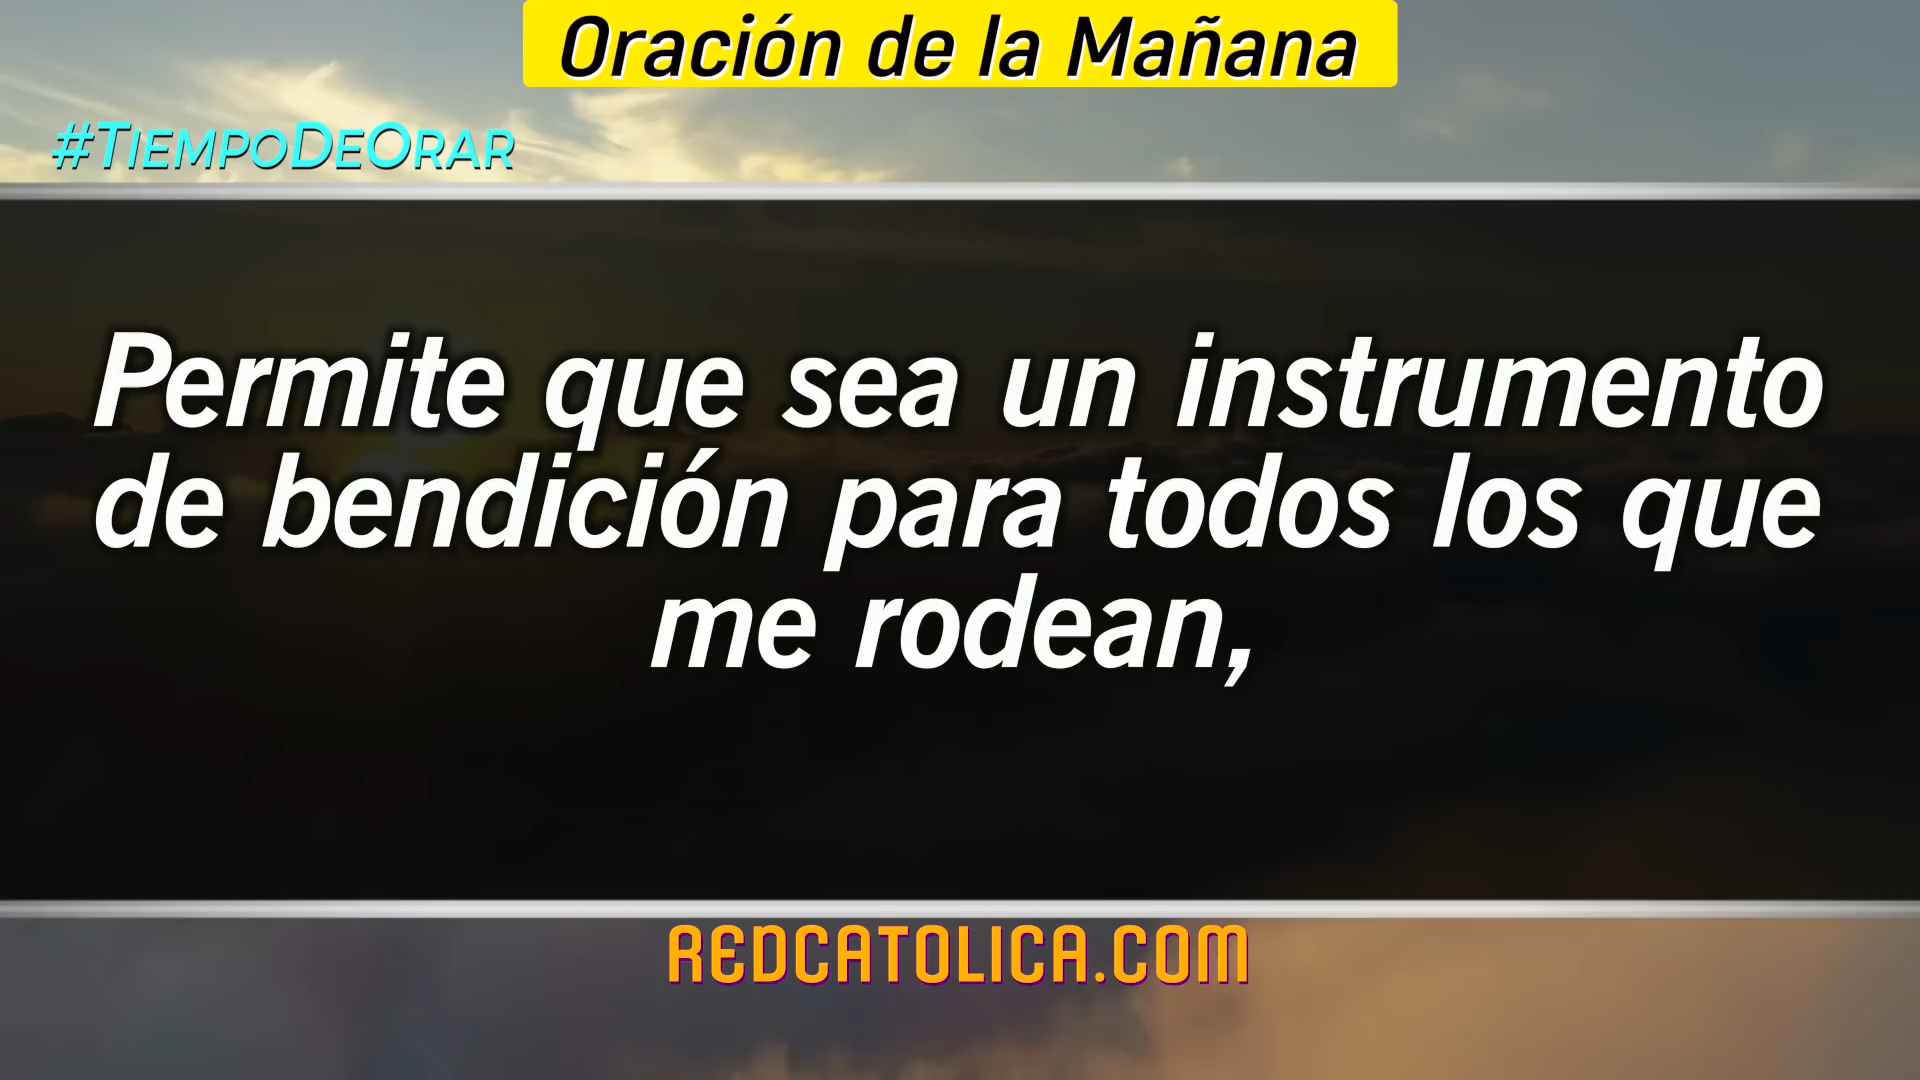 Oración de la Mañana
#TiempoDeOrar
Permite que sea un instrumento
de bendición para todos los que
me rodean,
REDCATOLICA.COM